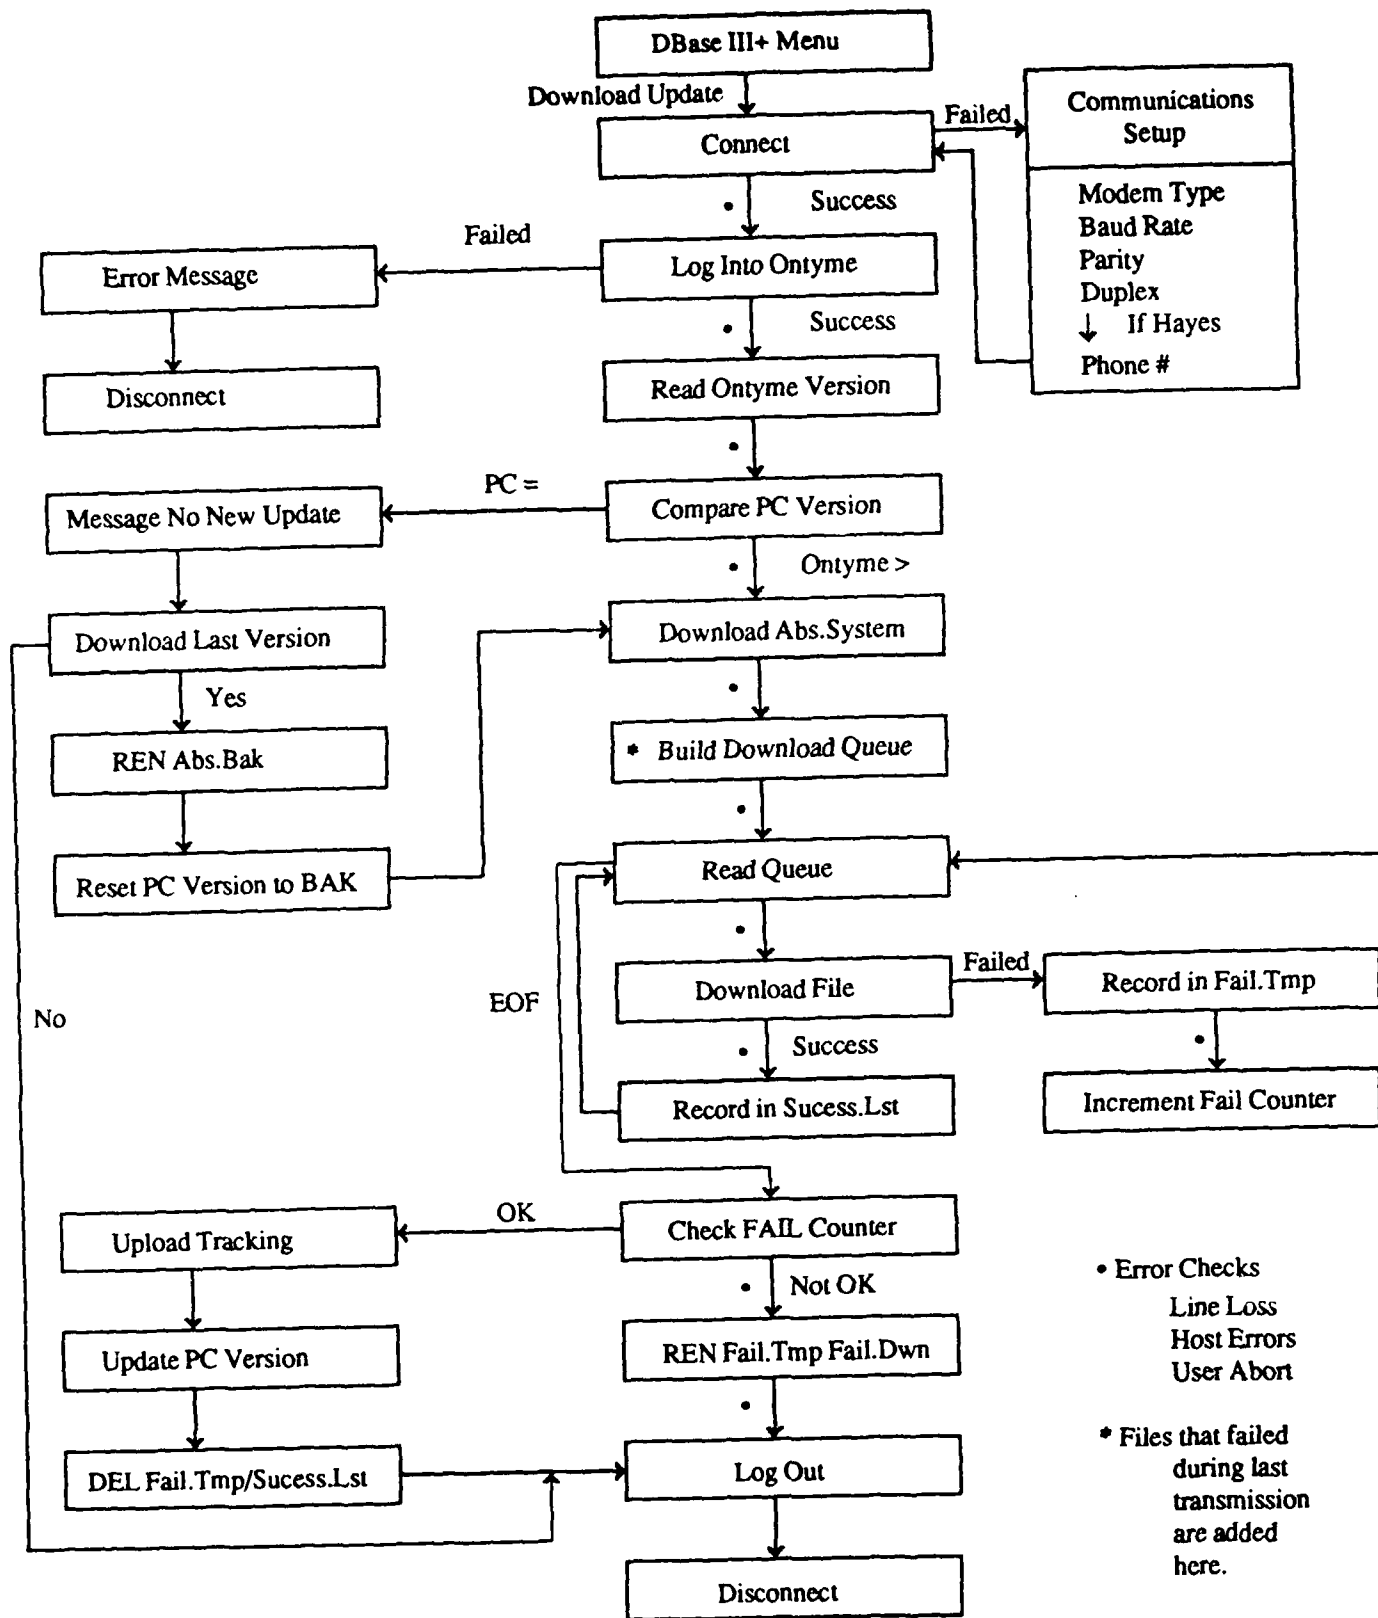 DBase III+ Menu
Download Update
Connect
Failed
Communications
Setup
Modem Type
Baud Rate
Parity
Duplex
↓ If Hayes
Phone #
• Success
Log Into Ontyme
Failed
Error Message
Disconnect
• Success
Read Ontyme Version
•
Compare PC Version
PC =
Message No New Update
• Ontyme >
Download Last Version
Download Abs.System
Yes
•
REN Abs.Bak
* Build Download Queue
•
Reset PC Version to BAK
Read Queue
•
Download File
Failed
Record in Fail.Tmp
EOF
No
• Success
•
Record in Sucess.Lst
Increment Fail Counter
Check FAIL Counter
OK
Upload Tracking
• Not OK
Update PC Version
REN Fail.Tmp Fail.Dwn
•
DEL Fail.Tmp/Sucess.Lst
Log Out
Disconnect
• Error Checks
Line Loss
Host Errors
User Abort
* Files that failed
during last
transmission
are added
here.